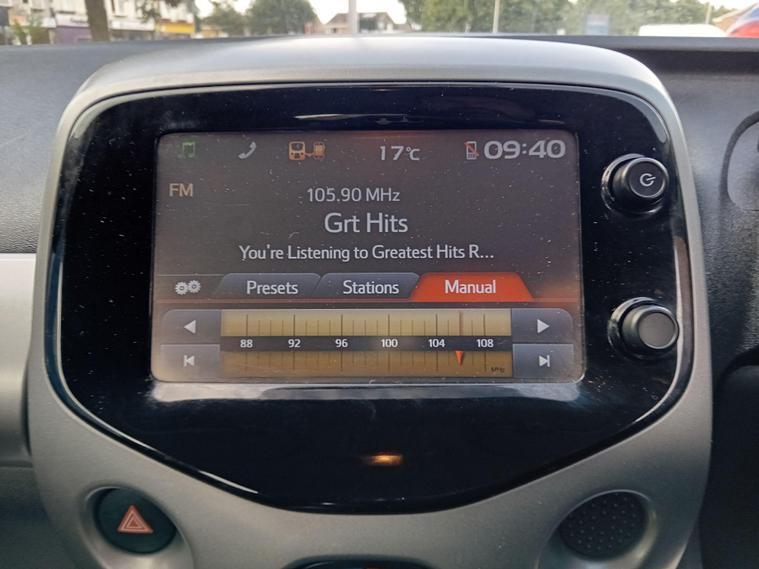 17°C 09:40
FM
105.90 MHz
Grt Hits
You're Listening to Greatest Hits R...
Presets Stations Manual
88 92 96 100 104 108
MHz